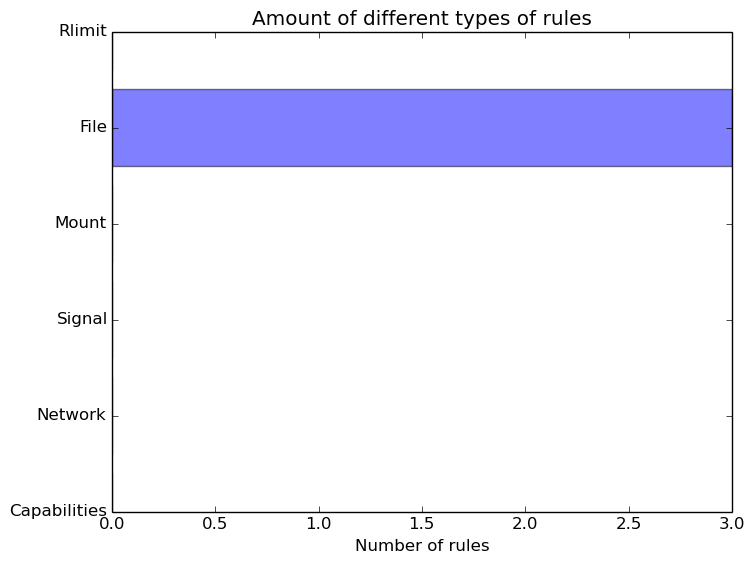 Amount of different types of rules
Rlimit
File
Mount
Signal
Network
Capabilities
0.0 0.5 1.0 1.5 2.0 2.5 3.0
Number of rules